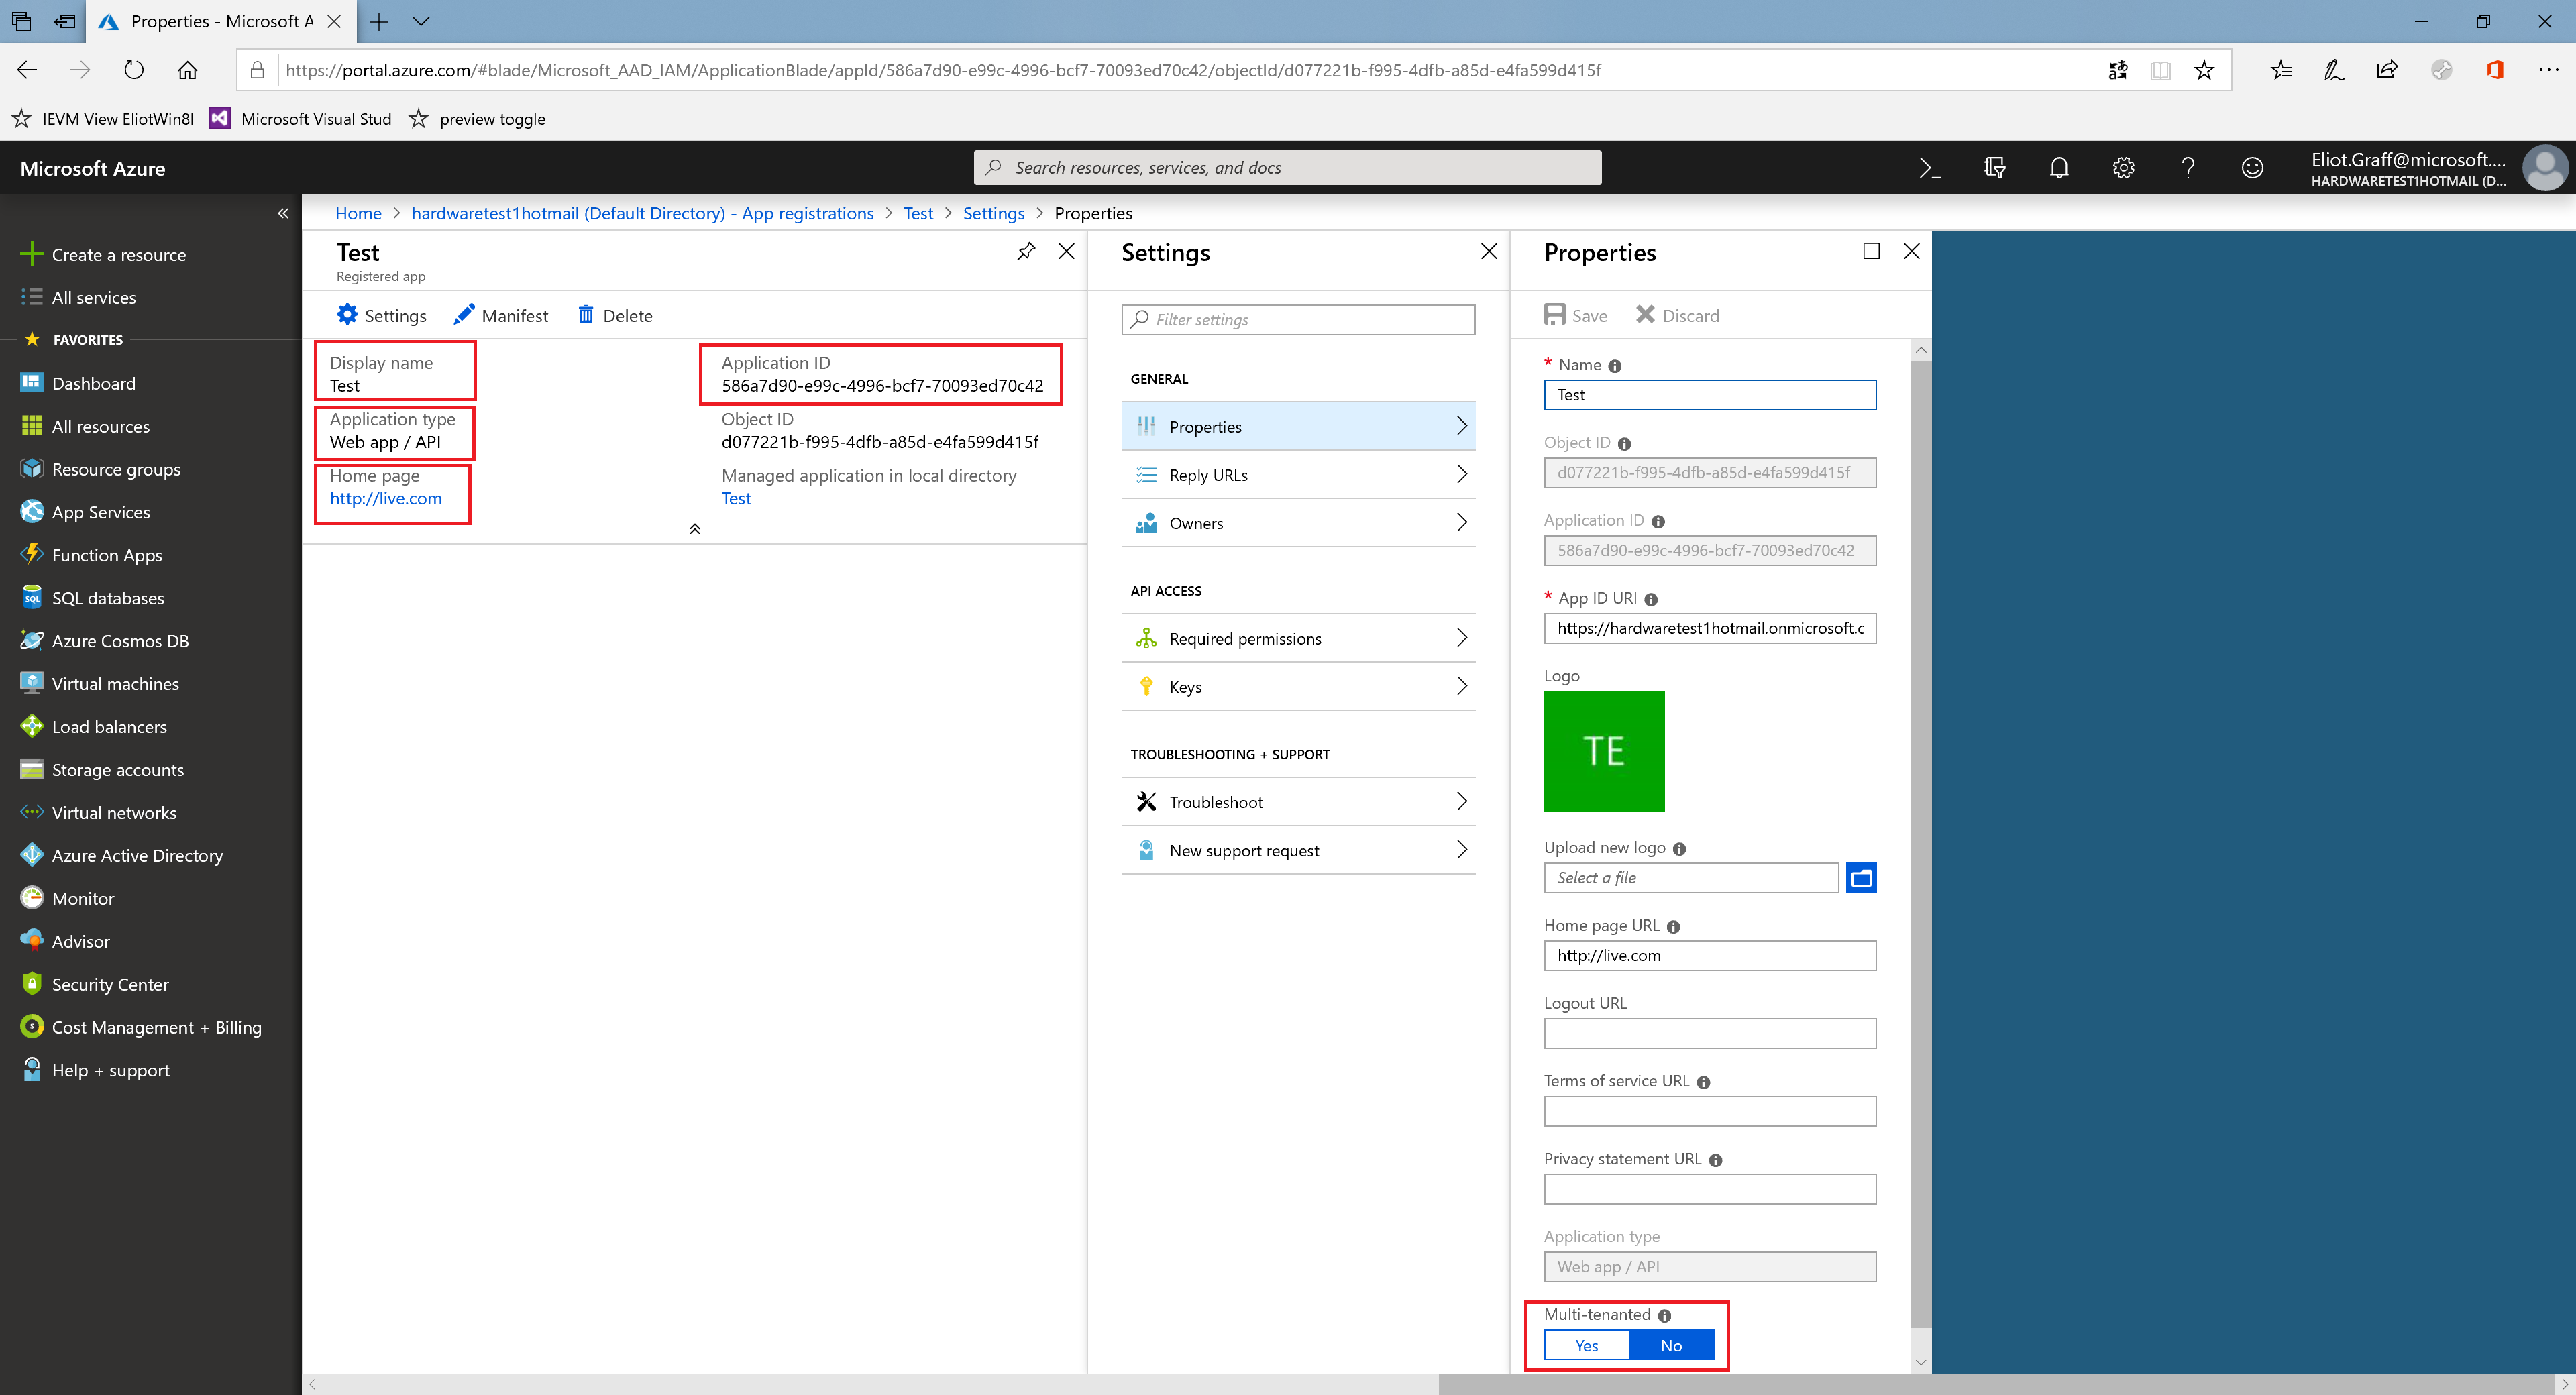 Properties - Microsoft A
https://portal.azure.com/#blade/Microsoft_AAD_IAM/ApplicationBlade/appId/586a7d90-e99c-4996-bcf7-70093ed70c42/objectId/d077221b-f995-4dfb-a85d-e4fa599d415f
IEVM View EliotWin8I
Microsoft Visual Stud
preview toggle
Microsoft Azure
Search resources, services, and docs
Eliot.Graff@microsoft....
HARDWARETEST1HOTMAIL (D...
Create a resource
All services
FAVORITES
Dashboard
All resources
Resource groups
App Services
Function Apps
SQL databases
Azure Cosmos DB
Virtual machines
Load balancers
Storage accounts
Virtual networks
Azure Active Directory
Monitor
Advisor
Security Center
Cost Management + Billing
Help + support
Home > hardwaretest1hotmail (Default Directory) - App registrations > Test > Settings > Properties
Test
Registered app
Settings
Manifest
Delete
Display name
Test
Application type
Web app / API
Home page
http://live.com
Application ID
586a7d90-e99c-4996-bcf7-70093ed70c42
Object ID
d077221b-f995-4dfb-a85d-e4fa599d415f
Managed application in local directory
Test
Settings
Filter settings
GENERAL
Properties
Reply URLs
Owners
API ACCESS
Required permissions
Keys
TROUBLESHOOTING + SUPPORT
Troubleshoot
New support request
Properties
Save
Discard
* Name
Test
Object ID
d077221b-f995-4dfb-a85d-e4fa599d415f
Application ID
586a7d90-e99c-4996-bcf7-70093ed70c42
* App ID URI
https://hardwaretest1hotmail.onmicrosoft.c
Logo
TE
Upload new logo
Select a file
Home page URL
http://live.com
Logout URL
Terms of service URL
Privacy statement URL
Application type
Web app / API
Multi-tenanted
Yes
No